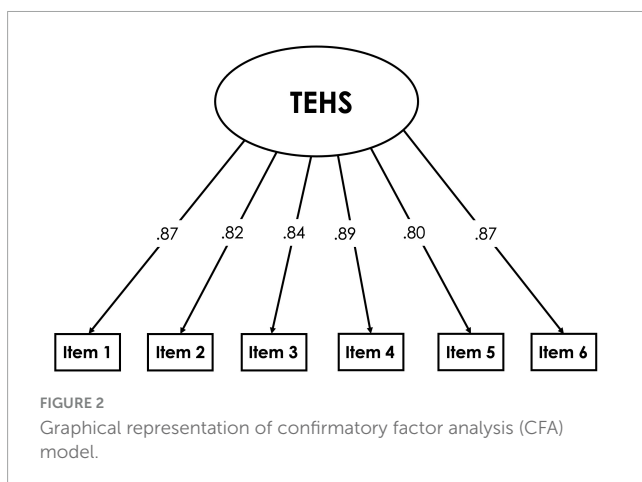 TEHS
.87 .82 .84 .89 .80 .87
Item 1 Item 2 Item 3 Item 4 Item 5 Item 6
FIGURE 2
Graphical representation of confirmatory factor analysis (CFA)
model.